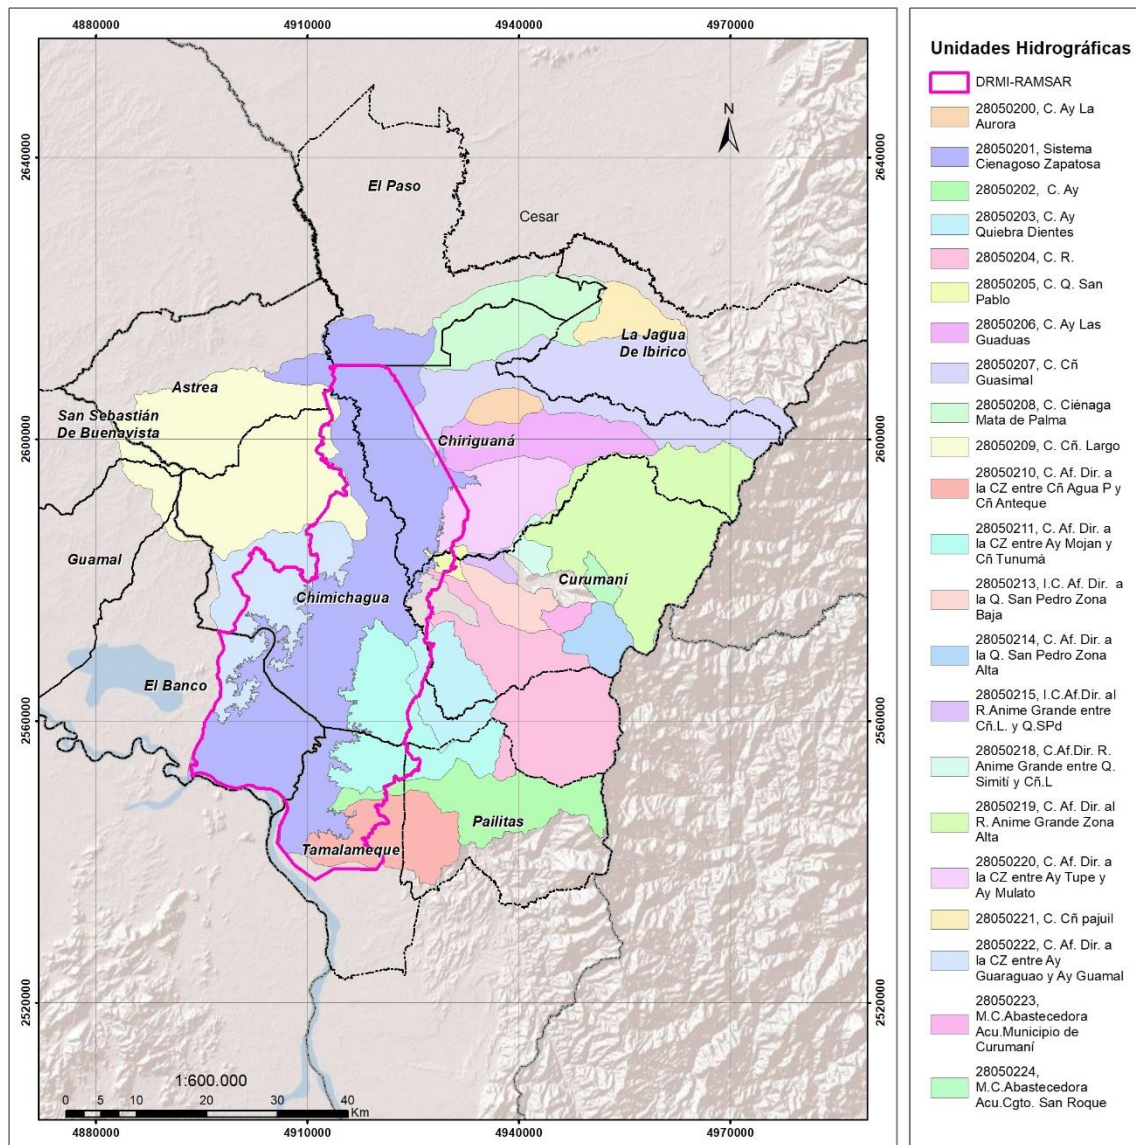 4880000
4910000
4940000
4970000
2640000
2640000
N
El Paso
Cesar
La Jagua
De Ibirico
Astrea
San Sebastián
De Buenavista
Chiriguaná
2600000
2600000
Guamal
Curumaní
Chimichagua
El Banco
2560000
2560000
Pailitas
Tamalameque
2520000
2520000
1:600.000
0 5 10 20 30 40
Km
4880000
4910000
4940000
4970000
Unidades Hidrográficas
DRMI-RAMSAR
28050200, C. Ay La
Aurora
28050201, Sistema
Cienagoso Zapatosa
28050202, C. Ay
28050203, C. Ay
Quiebra Dientes
28050204, C. R.
28050205, C. Q. San
Pablo
28050206, C. Ay Las
Guaduas
28050207, C. Cñ
Guasimal
28050208, C. Ciénaga
Mata de Palma
28050209, C. Cñ. Largo
28050210, C. Af. Dir. a
la CZ entre Cñ Agua P y
Cñ Anteque
28050211, C. Af. Dir. a
la CZ entre Ay Mojan y
Cñ Tunumá
28050213, I.C. Af. Dir. a
la Q. San Pedro Zona
Baja
28050214, C. Af. Dir. a
la Q. San Pedro Zona
Alta
28050215, I.C.Af.Dir. al
R.Anime Grande entre
Cñ.L. y Q.SPd
28050218, C.Af.Dir. R.
Anime Grande entre Q.
Simití y Cñ.L
28050219, C. Af. Dir. al
R. Anime Grande Zona
Alta
28050220, C. Af. Dir. a
la CZ entre Ay Tupe y
Ay Mulato
28050221, C. Cñ pajuil
28050222, C. Af. Dir. a
la CZ entre Ay
Guaraguao y Ay Guamal
28050223,
M.C.Abastecedora
Acu.Municipio de
Curumaní
28050224,
M.C.Abastecedora
Acu.Cgto. San Roque